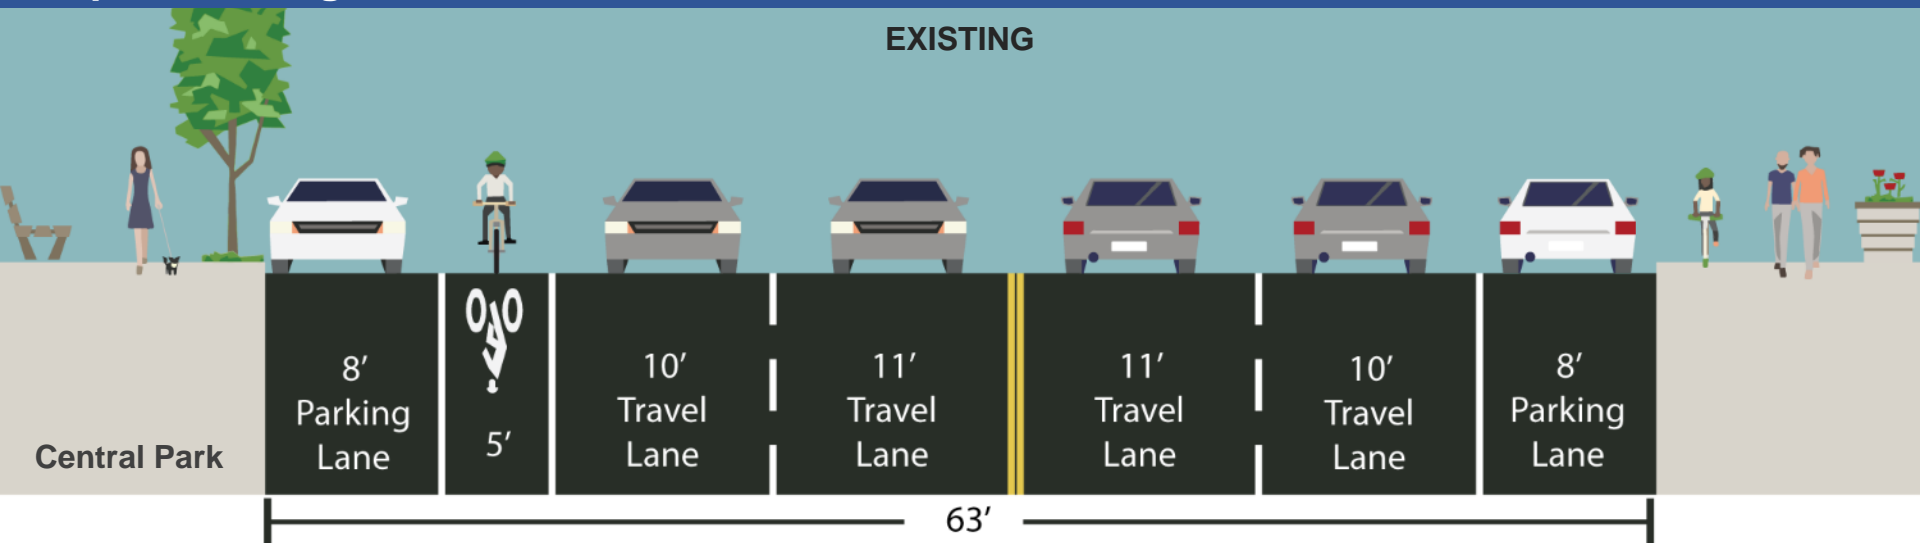 EXISTING
8’
Parking
Lane
5’
10’
Travel
Lane
11’
Travel
Lane
11’
Travel
Lane
10’
Travel
Lane
8’
Parking
Lane
Central Park
63’